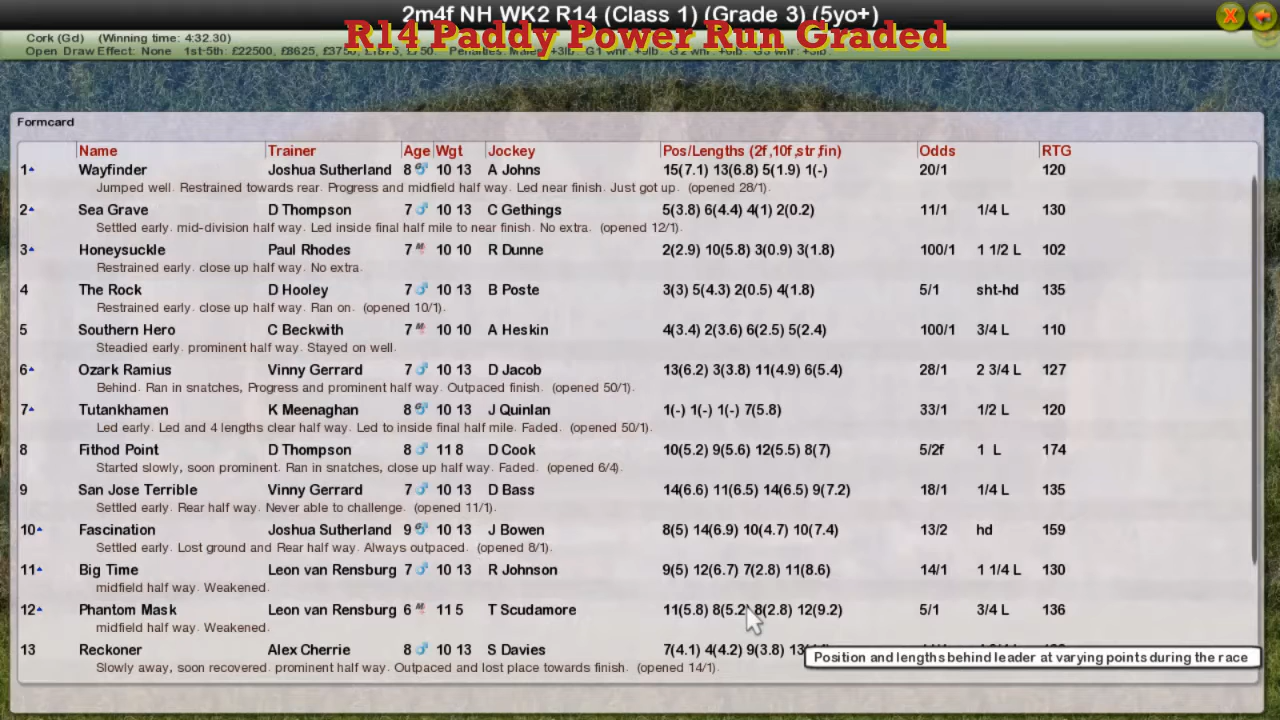 2m4f NH WK2 R14 (Class 1) (Grade 3) (5yo+)
R14 Paddy Power Run Graded
Cork (Gd) (Winning time: 4:32.30)
Open Draw Effect: None 1st-5th: £22500, £8625, £3750, £1875, £750 Penalties: Males +3lb. G1 wnr. +9lb. G2 wnr. +6lb. G3 wnr. +3lb.
Formcard
Name Trainer Age Wgt Jockey Pos/Lengths (2f,10f,str,fin) Odds RTG
1 Wayfinder Joshua Sutherland 8 10 13 A Johns 15(7.1) 13(6.8) 5(1.9) 1(-) 20/1 120
Jumped well. Restrained towards rear. Progress and midfield half way. Led near finish. Just got up. (opened 28/1).
2 Sea Grave D Thompson 7 10 13 C Gethings 5(3.8) 6(4.4) 4(1) 2(0.2) 11/1 1/4 L 130
Settled early. mid-division half way. Led inside final half mile to near finish. No extra. (opened 12/1).
3 Honeysuckle Paul Rhodes 7 10 10 R Dunne 2(2.9) 10(5.8) 3(0.9) 3(1.8) 100/1 1 1/2 L 102
Restrained early. close up half way. No extra.
4 The Rock D Hooley 7 10 13 B Poste 3(3) 5(4.3) 2(0.5) 4(1.8) 5/1 sht-hd 135
Restrained early. close up half way. Ran on. (opened 10/1).
5 Southern Hero C Beckwith 7 10 10 A Heskin 4(3.4) 2(3.6) 6(2.5) 5(2.4) 100/1 3/4 L 110
Steadied early. prominent half way. Stayed on well.
6 Ozark Ramius Vinny Gerrard 7 10 13 D Jacob 13(6.2) 3(3.8) 11(4.9) 6(5.4) 28/1 2 3/4 L 127
Behind. Ran in snatches, Progress and prominent half way. Outpaced finish. (opened 50/1).
7 Tutankhamen K Meenaghan 8 10 13 J Quinlan 1(-) 1(-) 1(-) 7(5.8) 33/1 1/2 L 120
Led early. Led and 4 lengths clear half way. Led to inside final half mile. Faded. (opened 50/1).
8 Fithod Point D Thompson 8 11 8 D Cook 10(5.2) 9(5.6) 12(5.5) 8(7) 5/2f 1 L 174
Started slowly, soon prominent. Ran in snatches, close up half way. Faded. (opened 6/4).
9 San Jose Terrible Vinny Gerrard 7 10 13 D Bass 14(6.6) 11(6.5) 14(6.5) 9(7.2) 18/1 1/4 L 135
Settled early. Rear half way. Never able to challenge. (opened 11/1).
10 Fascination Joshua Sutherland 9 10 13 J Bowen 8(5) 14(6.9) 10(4.7) 10(7.4) 13/2 hd 159
Settled early. Lost ground and Rear half way. Always outpaced. (opened 8/1).
11 Big Time Leon van Rensburg 7 10 13 R Johnson 9(5) 12(6.7) 7(2.8) 11(8.6) 14/1 1 1/4 L 130
midfield half way. Weakened.
12 Phantom Mask Leon van Rensburg 6 11 5 T Scudamore 11(5.8) 8(5.2) 8(2.8) 12(9.2) 5/1 3/4 L 136
midfield half way. Weakened.
13 Reckoner Alex Cherrie 8 10 13 S Davies 7(4.1) 4(4.2) 9(3.8)
Slowly away, soon recovered. prominent half way. Outpaced and lost place towards finish. (opened 14/1).
Position and lengths behind leader at varying points during the race